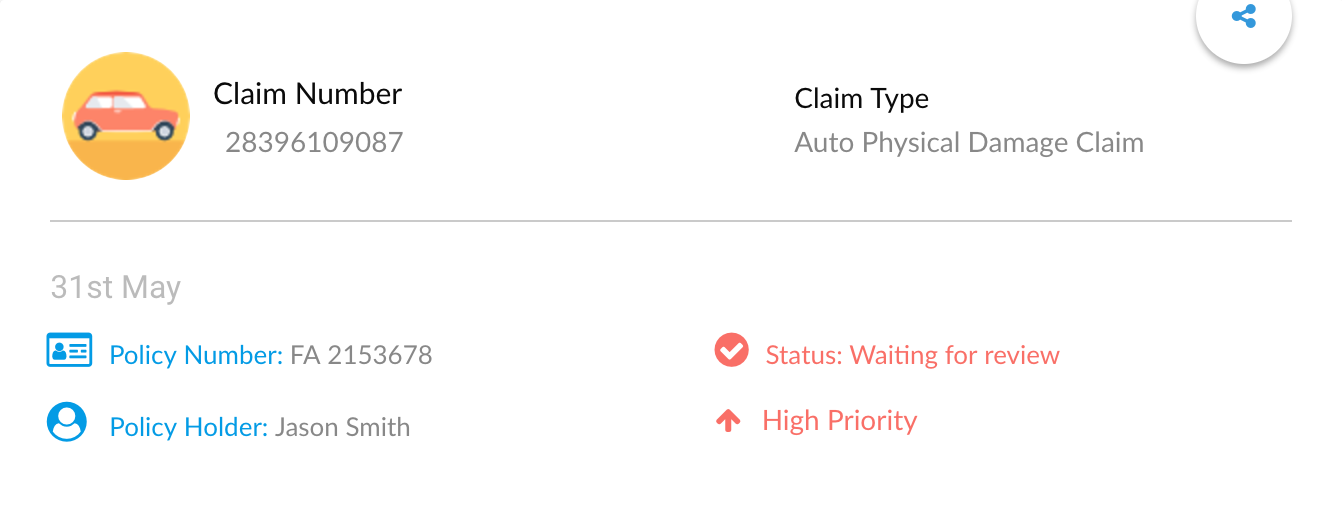 Claim Number
28396109087
Claim Type
Auto Physical Damage Claim
31st May
Policy Number: FA 2153678
Status: Waiting for review
Policy Holder: Jason Smith
High Priority